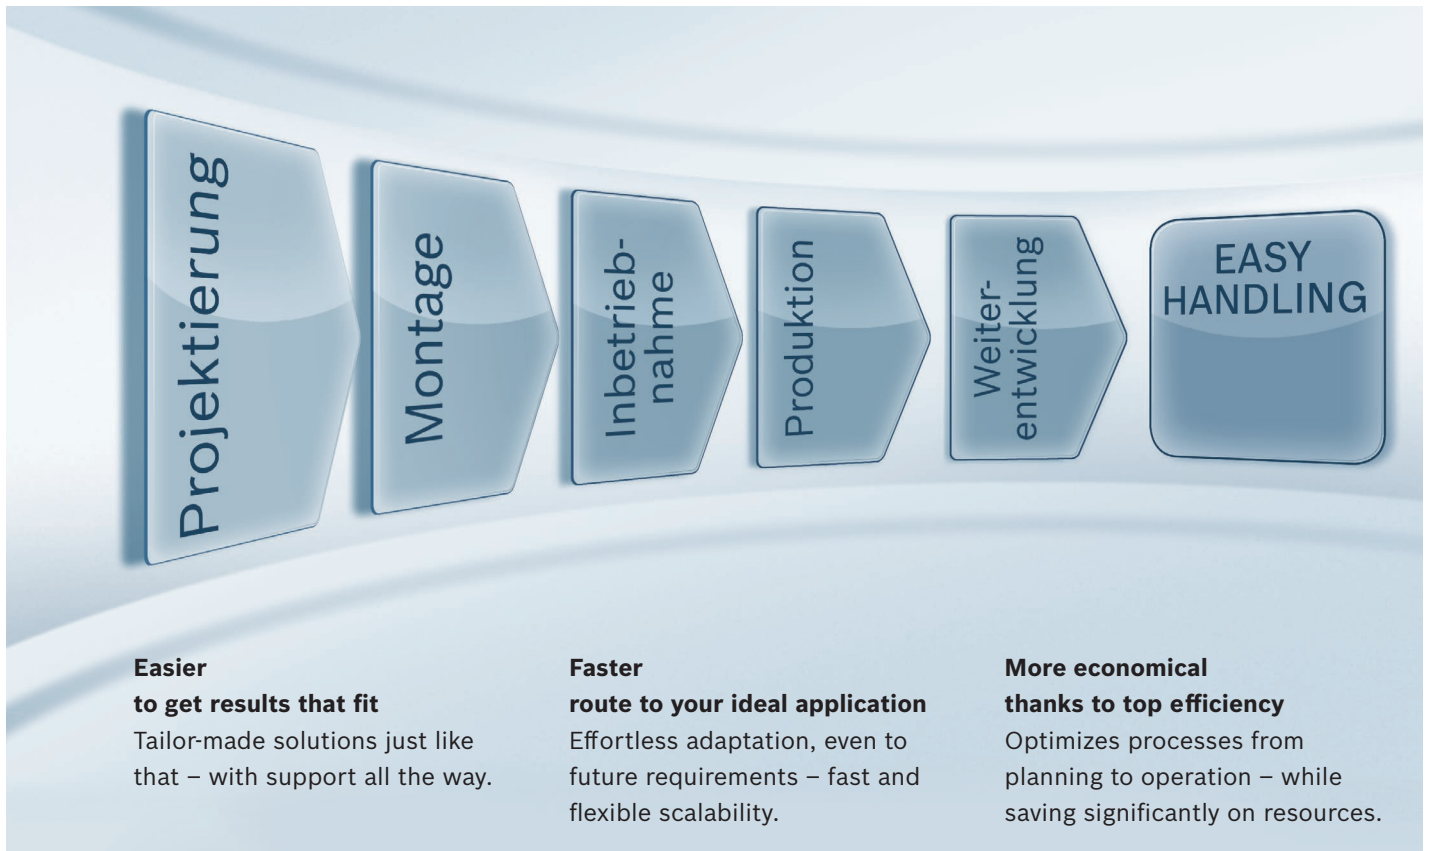 Projektierung
Montage
Inbetrieb-
nahme
Produktion
Weiter-
entwicklung
EASY
HANDLING
Easier
to get results that fit
Tailor-made solutions just like
that – with support all the way.
Faster
route to your ideal application
Effortless adaptation, even to
future requirements – fast and
flexible scalability.
More economical
thanks to top efficiency
Optimizes processes from
planning to operation – while
saving significantly on resources.